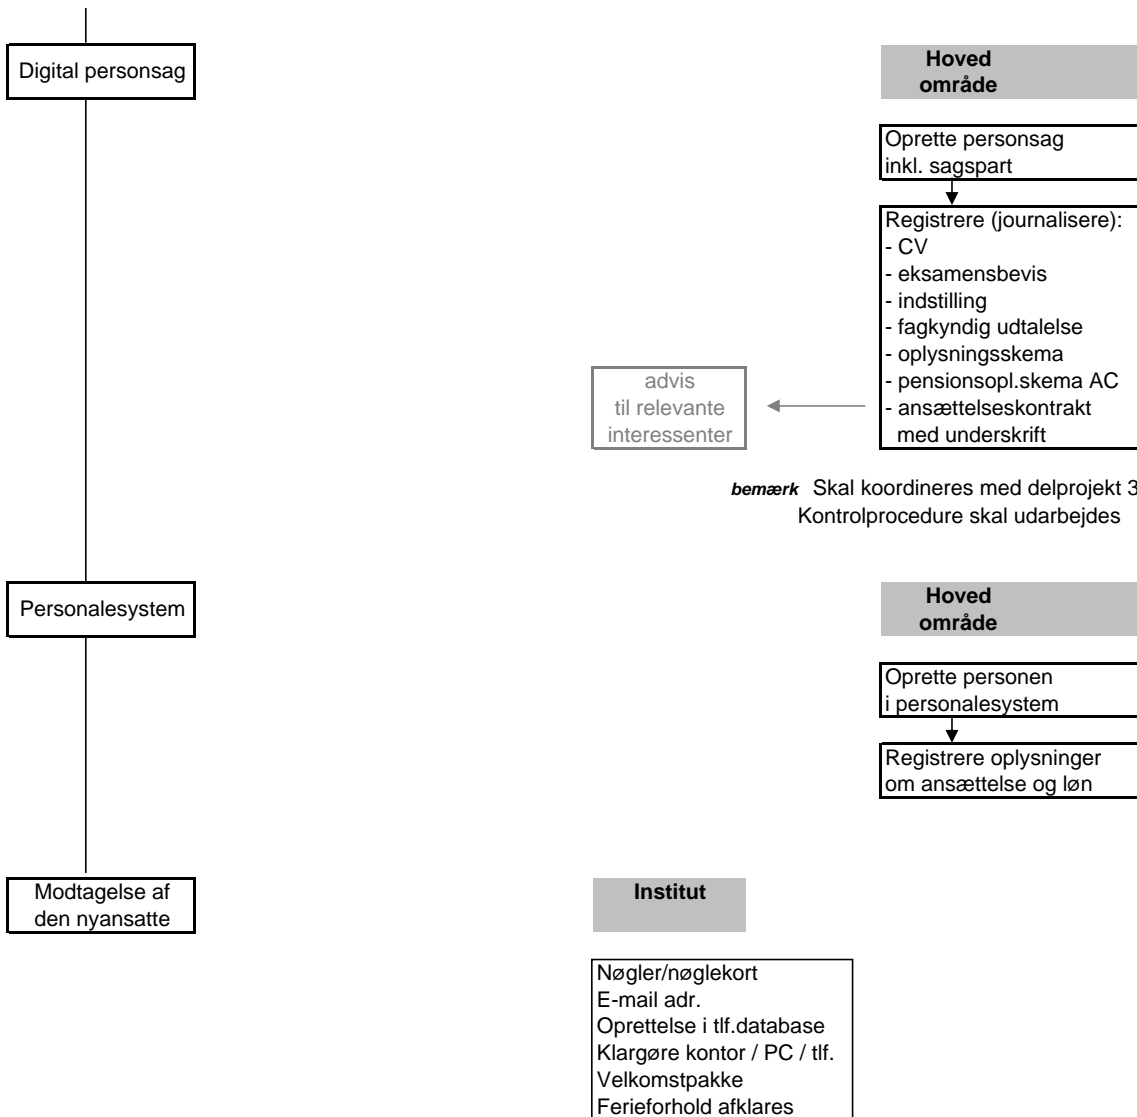 Digital personsag
Hoved
område
Oprette personsag
inkl. sagspart
Registrere (journalisere):
- CV
- eksamensbevis
- indstilling
- fagkyndig udtalelse
- oplysningsskema
- pensionsopl.skema AC
- ansættelseskontrakt
med underskrift
advis
til relevante
interessenter
bemærk Skal koordineres med delprojekt 3
Kontrolprocedure skal udarbejdes
Personalesystem
Hoved
område
Oprette personen
i personalesystem
Registrere oplysninger
om ansættelse og løn
Modtagelse af
den nyansatte
Institut
Nøgler/nøglekort
E-mail adr.
Oprettelse i tlf.database
Klargøre kontor / PC / tlf.
Velkomstpakke
Ferieforhold afklares